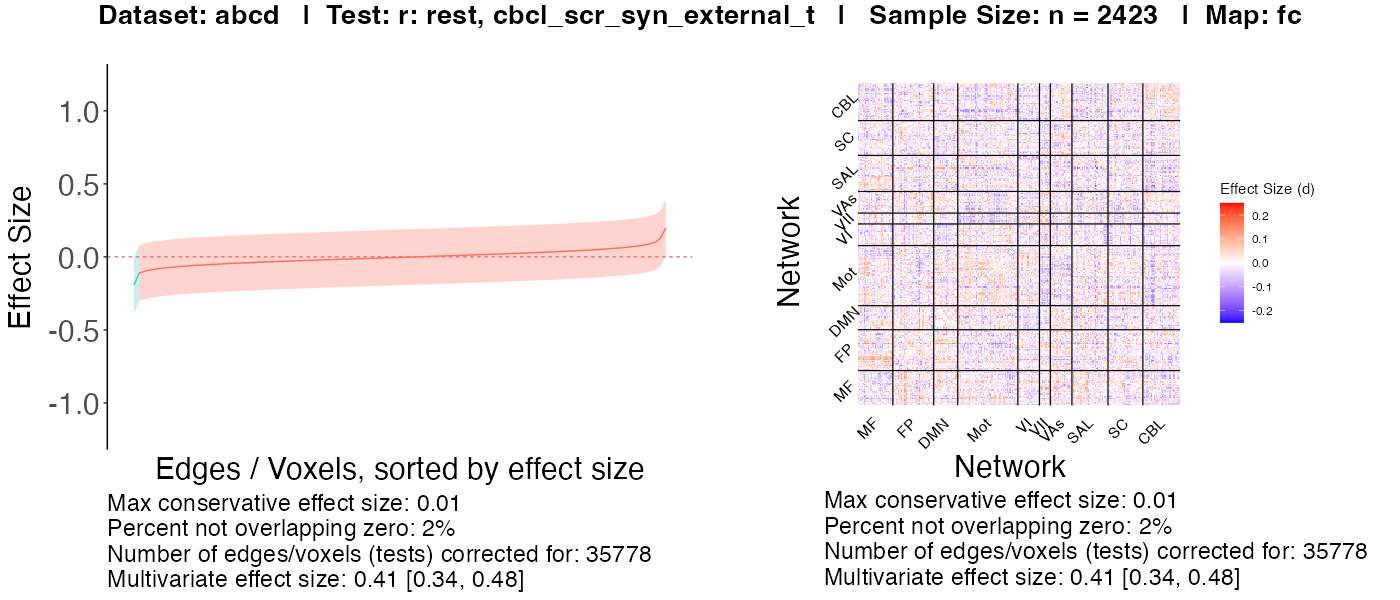 Dataset: abcd | Test: r: rest, cbcl_scr_syn_external_t | Sample Size: n = 2423 | Map: fc
1.0
0.5
0.0
-0.5
-1.0
Effect Size
Edges / Voxels, sorted by effect size
Max conservative effect size: 0.01
Percent not overlapping zero: 2%
Number of edges/voxels (tests) corrected for: 35778
Multivariate effect size: 0.41 [0.34, 0.48]
Network
CBL
SC
SAL
VAs
VII
VI
Mot
DMN
FP
MF
MF
FP
DMN
Mot
VI
VII
VAs
SAL
SC
CBL
Network
Effect Size (d)
0.2
0.1
0.0
-0.1
-0.2
Max conservative effect size: 0.01
Percent not overlapping zero: 2%
Number of edges/voxels (tests) corrected for: 35778
Multivariate effect size: 0.41 [0.34, 0.48]